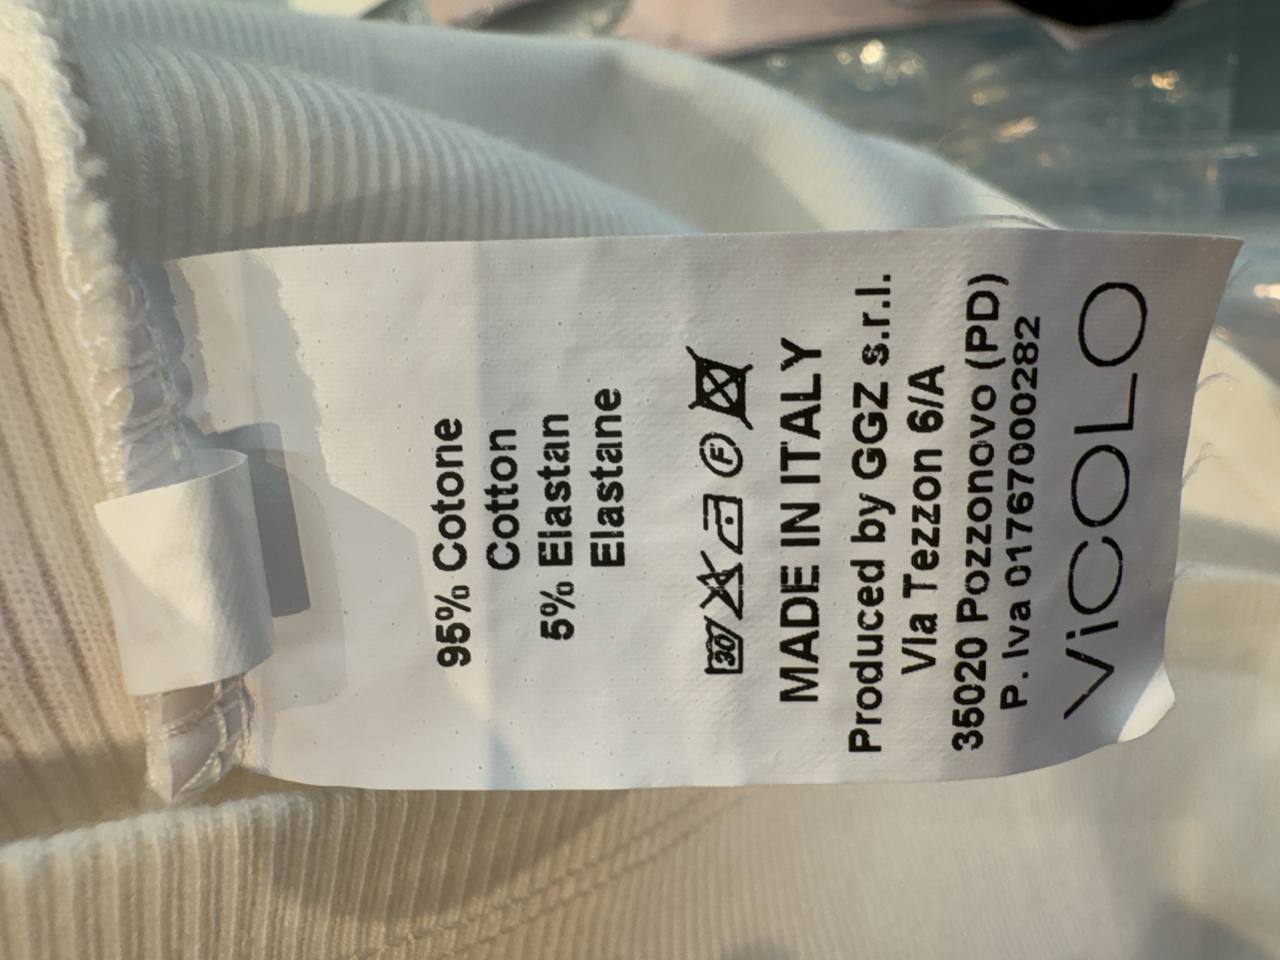 95% Cotone
Cotton
5% Elastan
Elastane
30 F
MADE IN ITALY
Produced by GGZ s.r.l.
VIa Tezzon 6/A
35020 Pozzonovo (PD)
P. Iva 01767000282
ViCOLO